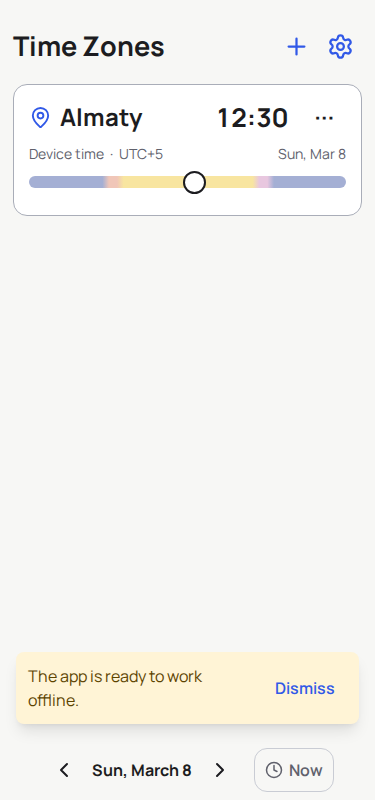 Time Zones
Almaty 12:30 ...
Device time · UTC+5 Sun, Mar 8
The app is ready to work
offline.
Dismiss
Sun, March 8
Now